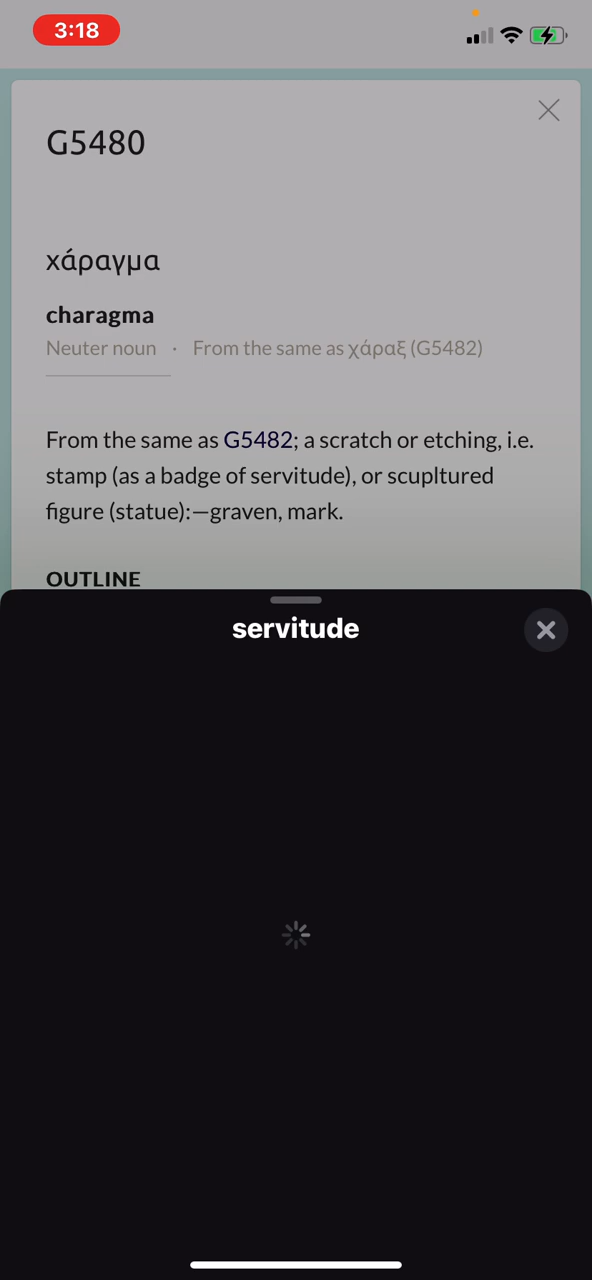 3:18
G5480
χάραγμα
charagma
Neuter noun · From the same as χάραξ (G5482)
From the same as G5482; a scratch or etching, i.e.
stamp (as a badge of servitude), or scupltured
figure (statue):—graven, mark.
OUTLINE
servitude